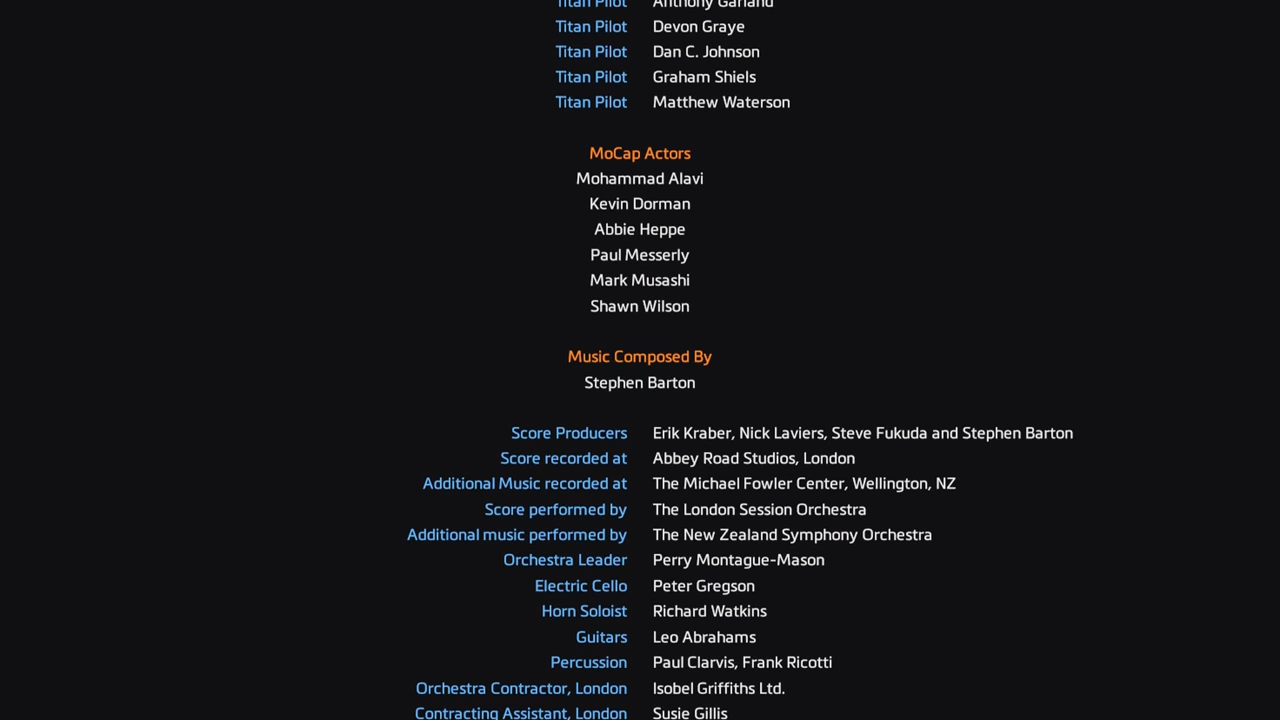 Titan Pilot Anthony Garland
Titan Pilot Devon Graye
Titan Pilot Dan C. Johnson
Titan Pilot Graham Shiels
Titan Pilot Matthew Waterson
MoCap Actors
Mohammad Alavi
Kevin Dorman
Abbie Heppe
Paul Messerly
Mark Musashi
Shawn Wilson
Music Composed By
Stephen Barton
Score Producers Erik Kraber, Nick Laviers, Steve Fukuda and Stephen Barton
Score recorded at Abbey Road Studios, London
Additional Music recorded at The Michael Fowler Center, Wellington, NZ
Score performed by The London Session Orchestra
Additional music performed by The New Zealand Symphony Orchestra
Orchestra Leader Perry Montague-Mason
Electric Cello Peter Gregson
Horn Soloist Richard Watkins
Guitars Leo Abrahams
Percussion Paul Clarvis, Frank Ricotti
Orchestra Contractor, London Isobel Griffiths Ltd.
Contracting Assistant, London Susie Gillis